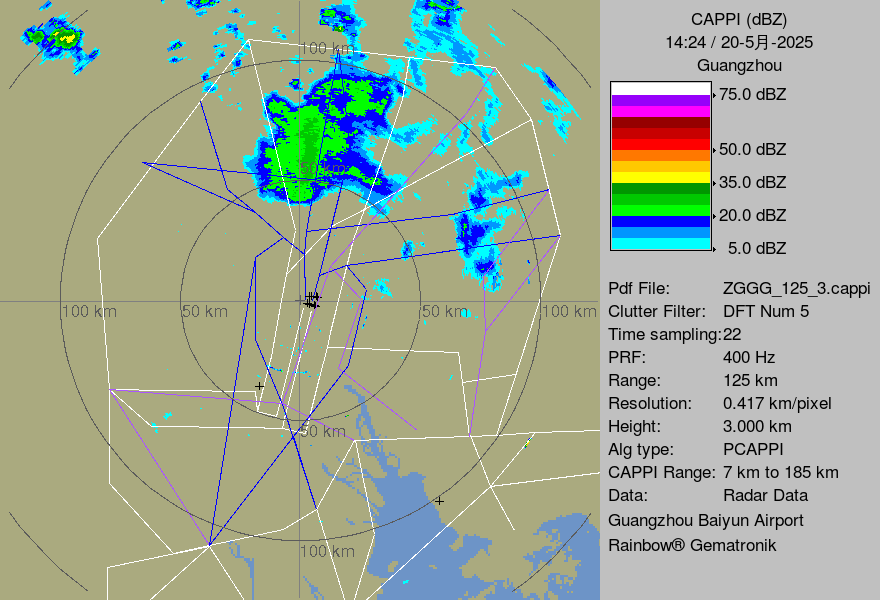 CAPPI (dBZ)
14:24 / 20-5月-2025
Guangzhou
75.0 dBZ
50.0 dBZ
35.0 dBZ
20.0 dBZ
5.0 dBZ
Pdf File: ZGGG_125_3.cappi
Clutter Filter: DFT Num 5
Time sampling:22
PRF: 400 Hz
Range: 125 km
Resolution: 0.417 km/pixel
Height: 3.000 km
Alg type: PCAPPI
CAPPI Range: 7 km to 185 km
Data: Radar Data
Guangzhou Baiyun Airport
Rainbow® Gematronik
100 km
50 km
100 km
50 km
50 km
100 km
50 km
100 km